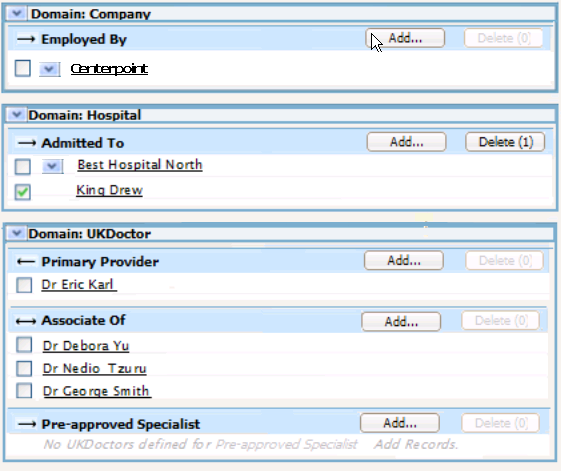 Domain: Company
→ Employed By Add... Delete (0)
Centerpoint
Domain: Hospital
→ Admitted To Add... Delete (1)
Best Hospital North
King Drew
Domain: UKDoctor
← Primary Provider Add... Delete (0)
Dr Eric Karl
↔ Associate Of Add... Delete (0)
Dr Debora Yu
Dr Nedio Tzuru
Dr George Smith
→ Pre-approved Specialist Add... Delete (0)
No UKDoctors defined for Pre-approved Specialist Add Records.